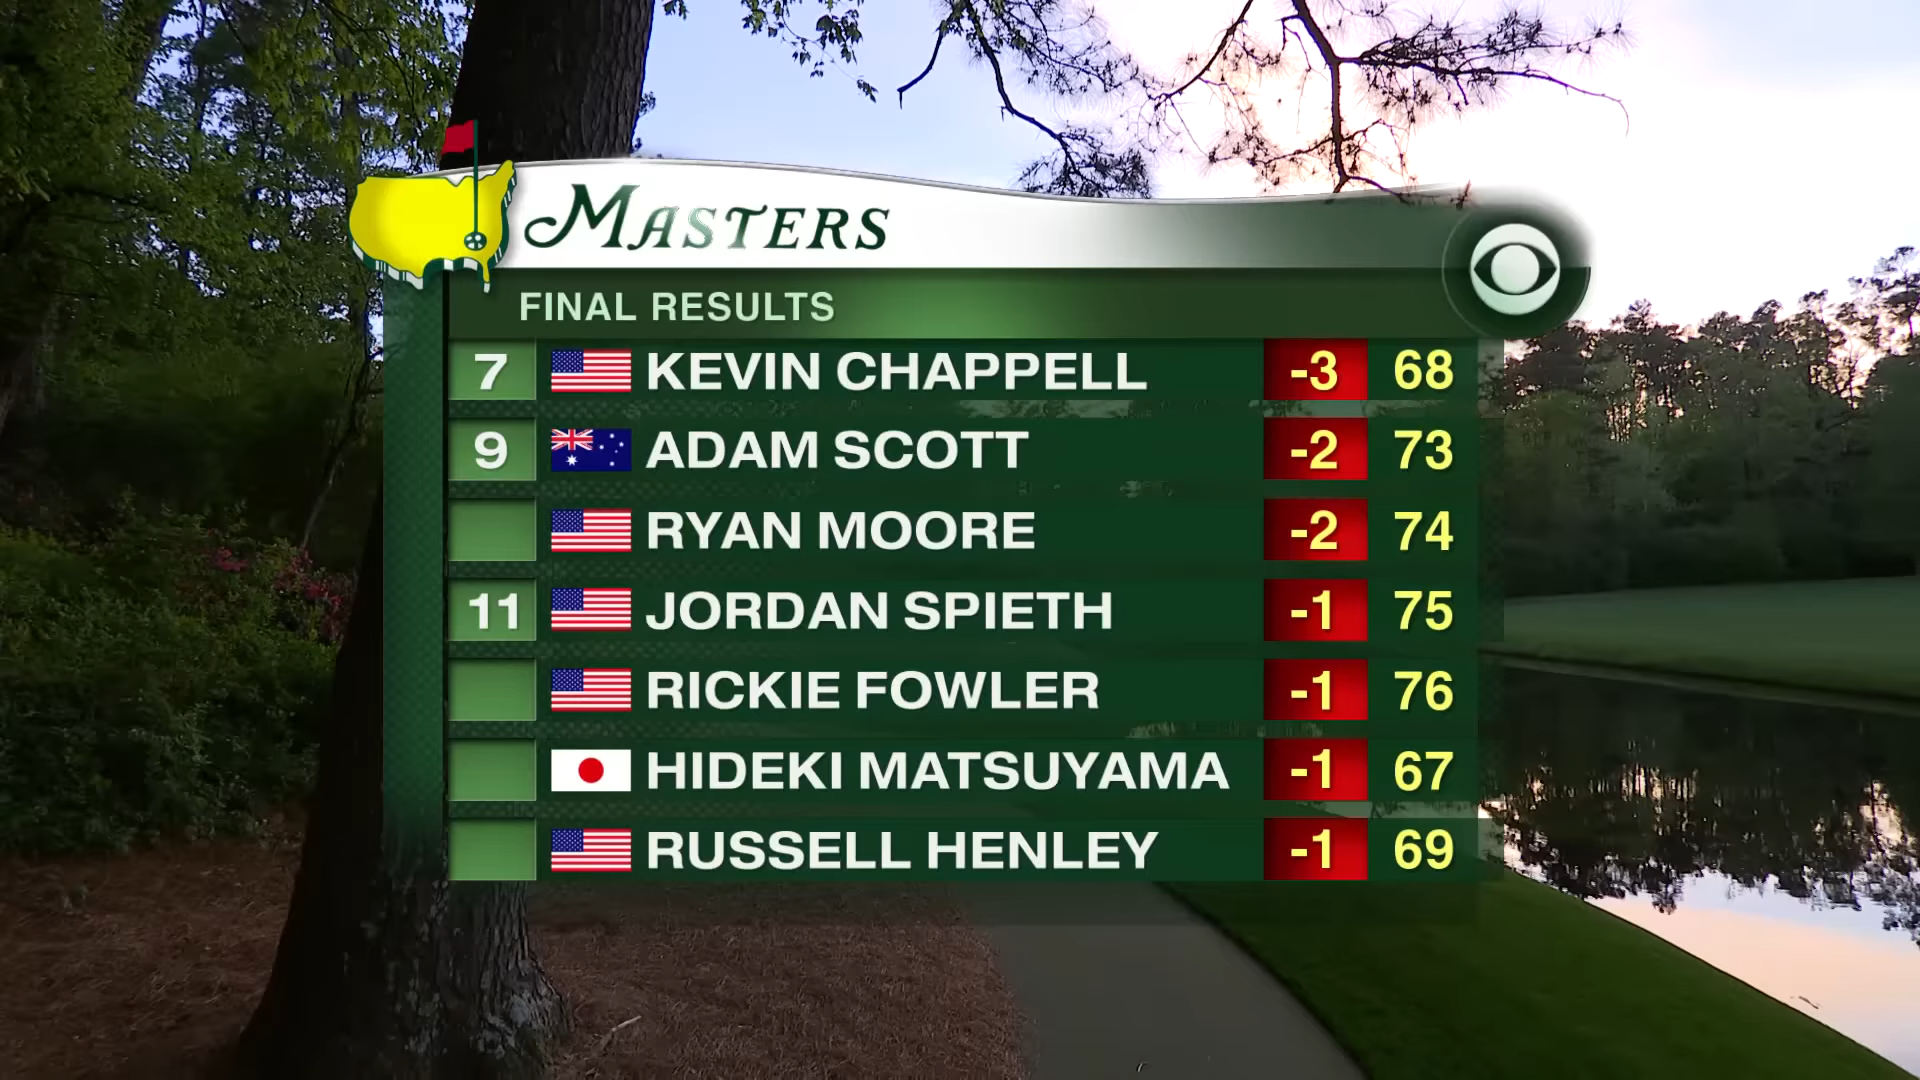 MASTERS
FINAL RESULTS
7 KEVIN CHAPPELL -3 68
9 ADAM SCOTT -2 73
RYAN MOORE -2 74
11 JORDAN SPIETH -1 75
RICKIE FOWLER -1 76
HIDEKI MATSUYAMA -1 67
RUSSELL HENLEY -1 69